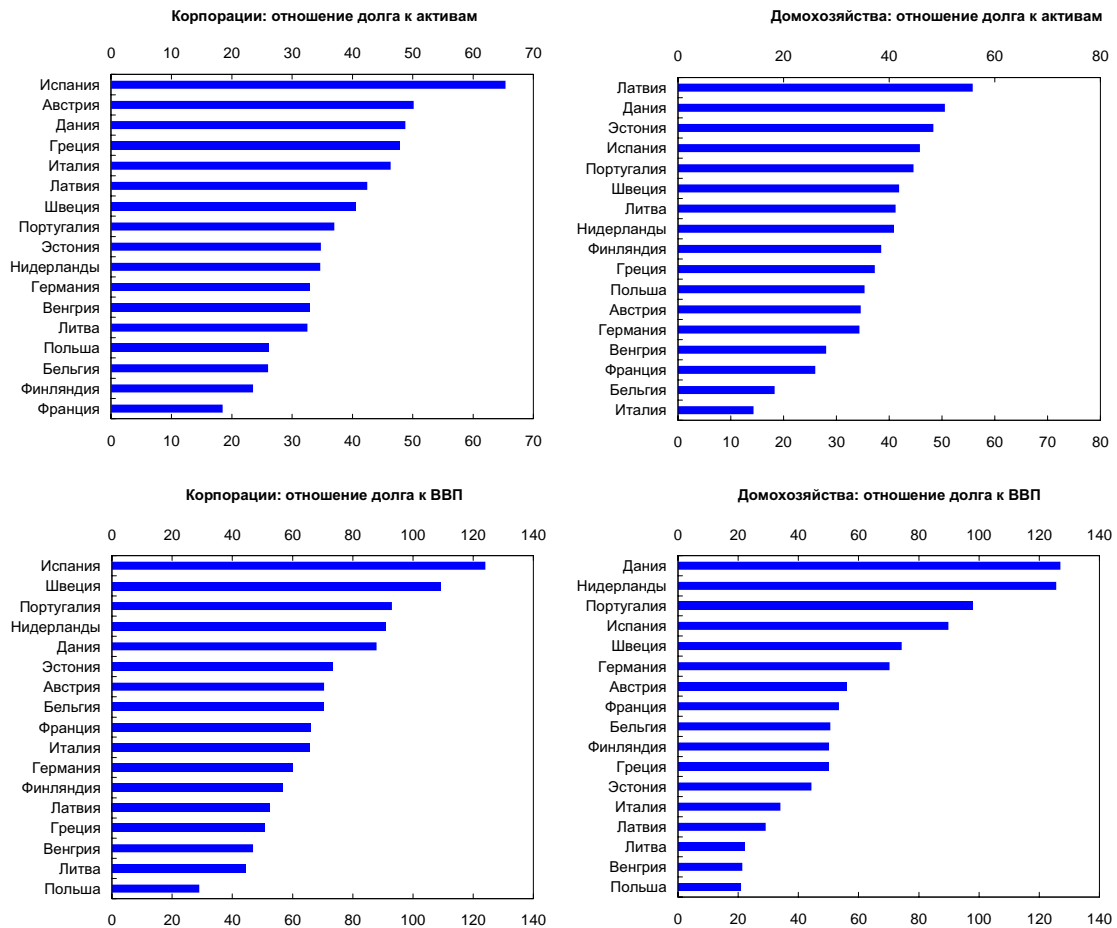 Корпорации: отношение долга к активам
0 10 20 30 40 50 60 70
Испания
Австрия
Дания
Греция
Италия
Латвия
Швеция
Португалия
Эстония
Нидерланды
Германия
Венгрия
Литва
Польша
Бельгия
Финляндия
Франция
0 10 20 30 40 50 60 70
Домохозяйства: отношение долга к активам
0 20 40 60 80
Латвия
Дания
Эстония
Испания
Португалия
Швеция
Литва
Нидерланды
Финляндия
Греция
Польша
Австрия
Германия
Венгрия
Франция
Бельгия
Италия
0 10 20 30 40 50 60 70 80
Корпорации: отношение долга к ВВП
0 20 40 60 80 100 120 140
Испания
Швеция
Португалия
Нидерланды
Дания
Эстония
Австрия
Бельгия
Франция
Италия
Германия
Финляндия
Латвия
Греция
Венгрия
Литва
Польша
0 20 40 60 80 100 120 140
Домохозяйства: отношение долга к ВВП
0 20 40 60 80 100 120 140
Дания
Нидерланды
Португалия
Испания
Швеция
Германия
Австрия
Франция
Бельгия
Финляндия
Греция
Эстония
Италия
Латвия
Литва
Венгрия
Польша
0 20 40 60 80 100 120 140